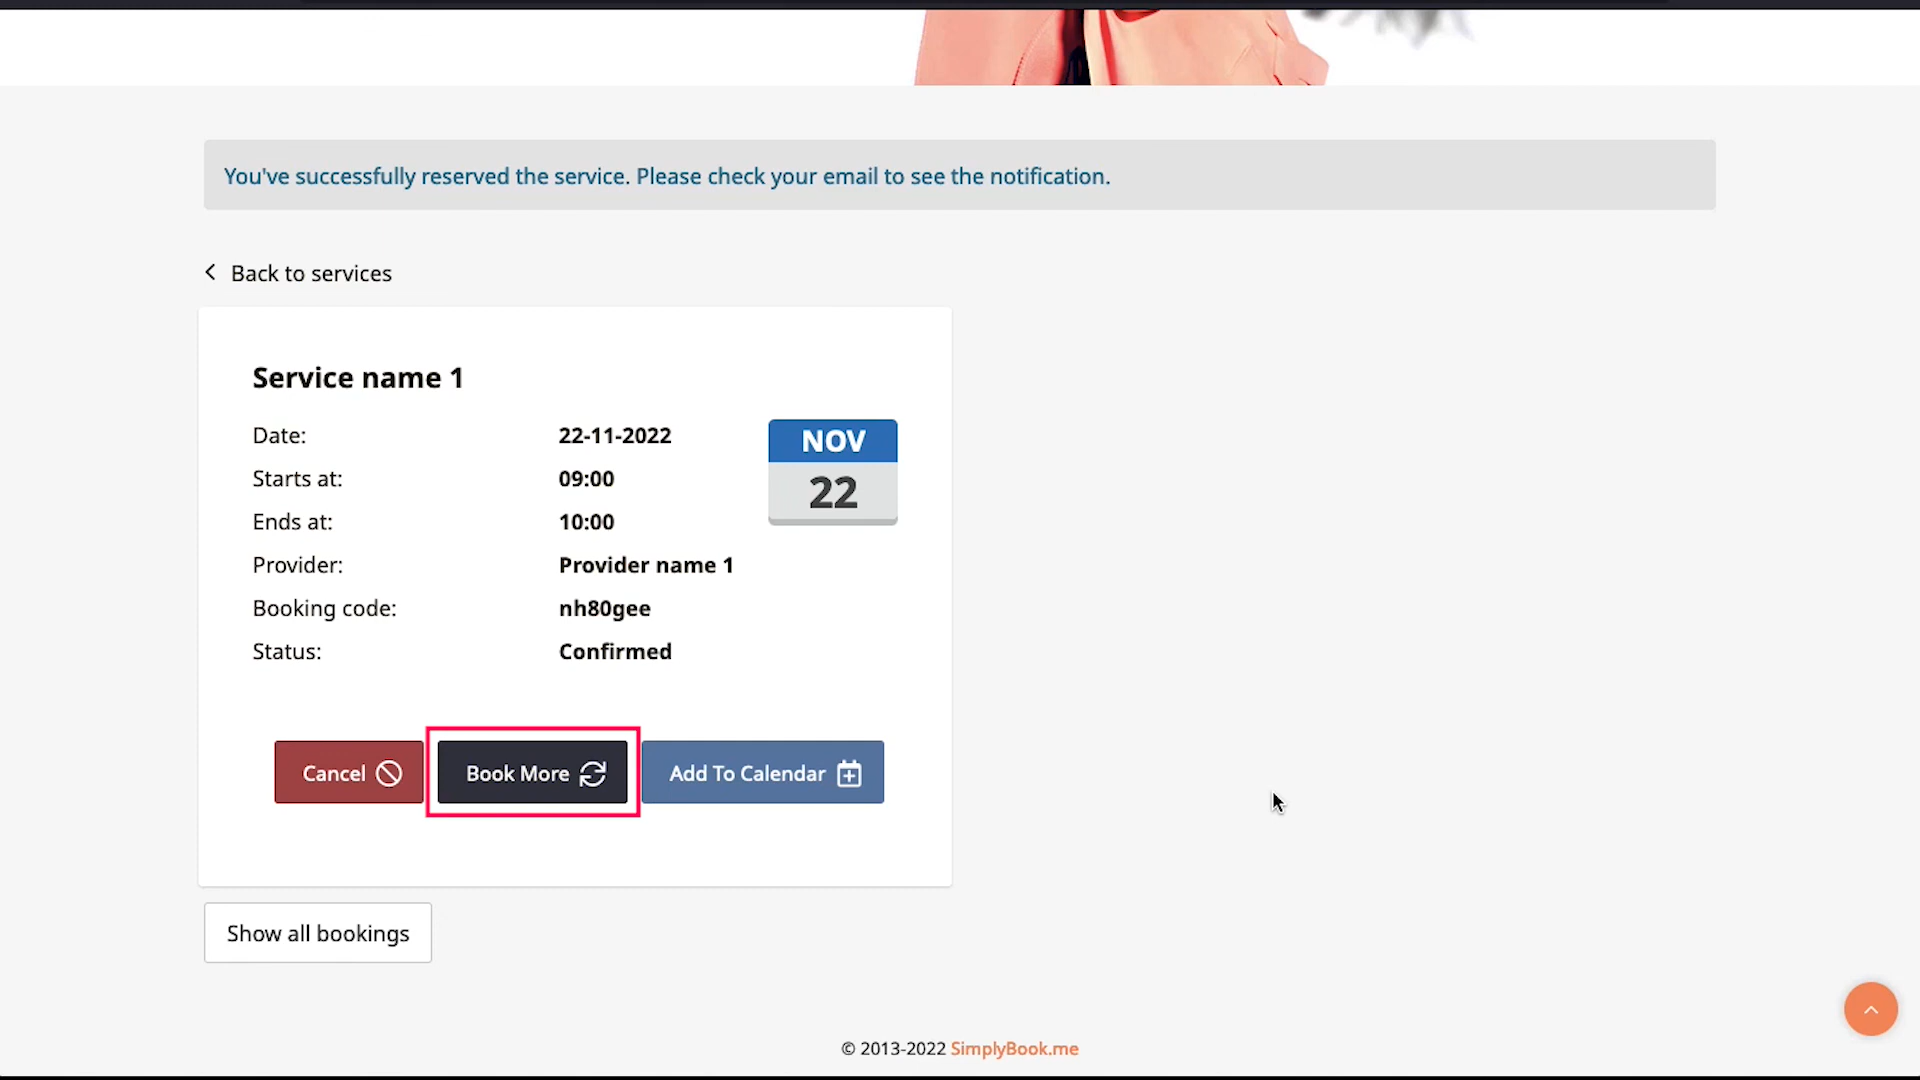 You've successfully reserved the service. Please check your email to see the notification.
Back to services
Service name 1
Date: 22-11-2022
NOV
22
Starts at: 09:00
Ends at: 10:00
Provider: Provider name 1
Booking code: nh80gee
Status: Confirmed
Cancel Book More Add To Calendar
Show all bookings
© 2013-2022 SimplyBook.me